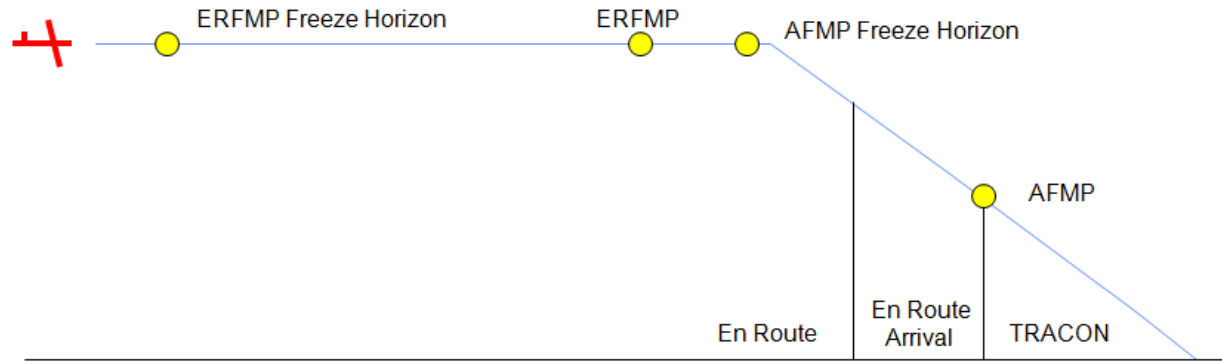 ERFMP Freeze Horizon
ERFMP
AFMP Freeze Horizon
AFMP
En Route
En Route
Arrival
TRACON